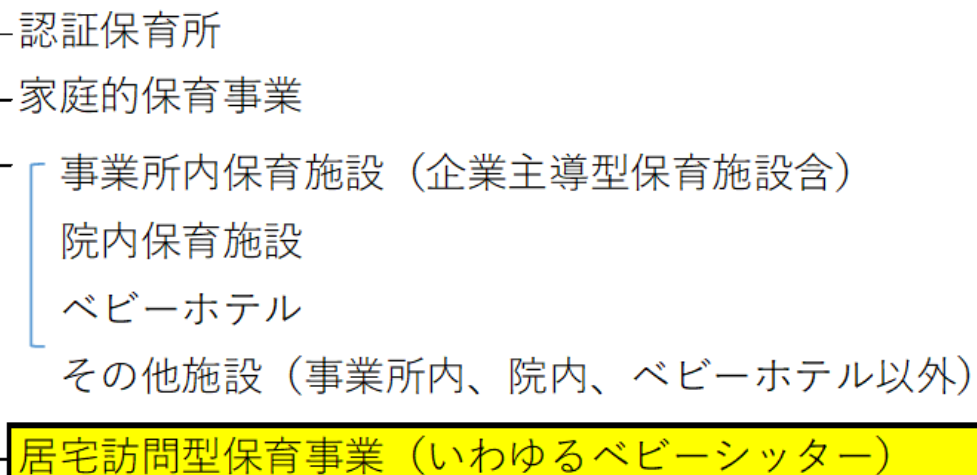 認証保育所
家庭的保育事業
事業所内保育施設（企業主導型保育施設含）
院内保育施設
ベビーホテル
その他施設（事業所内、院内、ベビーホテル以外）
居宅訪問型保育事業（いわゆるベビーシッター）